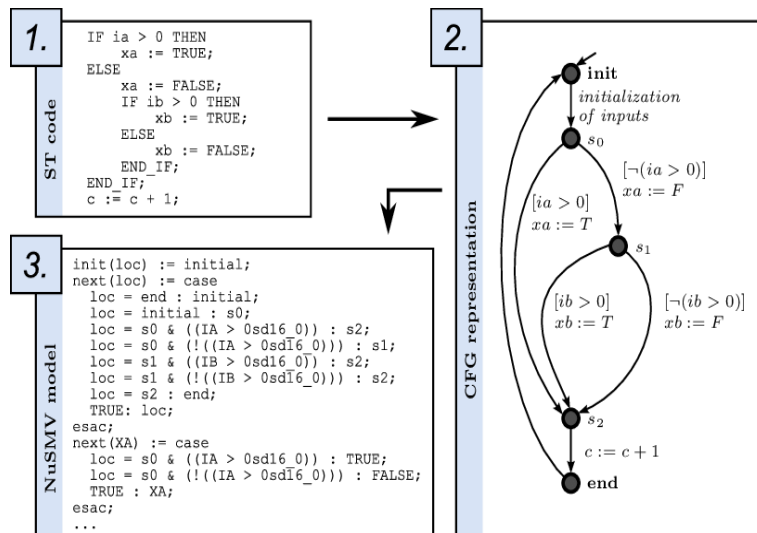 1.
ST code
IF ia > 0 THEN
xa := TRUE;
ELSE
xa := FALSE;
IF ib > 0 THEN
xb := TRUE;
ELSE
xb := FALSE;
END_IF;
END_IF;
c := c + 1;
2.
CFG representation
init
initialization
of inputs
s0
[¬(ia > 0)]
xa := F
[ia > 0]
xa := T
s1
[ib > 0]
xb := T
[¬(ib > 0)]
xb := F
s2
c := c + 1
end
3.
NuSMV model
init(loc) := initial;
next(loc) := case
loc = end : initial;
loc = initial : s0;
loc = s0 & ((IA > 0sd16_0)) : s2;
loc = s0 & (!((IA > 0sd16_0))) : s1;
loc = s1 & ((IB > 0sd16_0)) : s2;
loc = s1 & (!((IB > 0sd16_0))) : s2;
loc = s2 : end;
TRUE: loc;
esac;
next(XA) := case
loc = s0 & ((IA > 0sd16_0)) : TRUE;
loc = s0 & (!((IA > 0sd16_0))) : FALSE;
TRUE : XA;
esac;
...